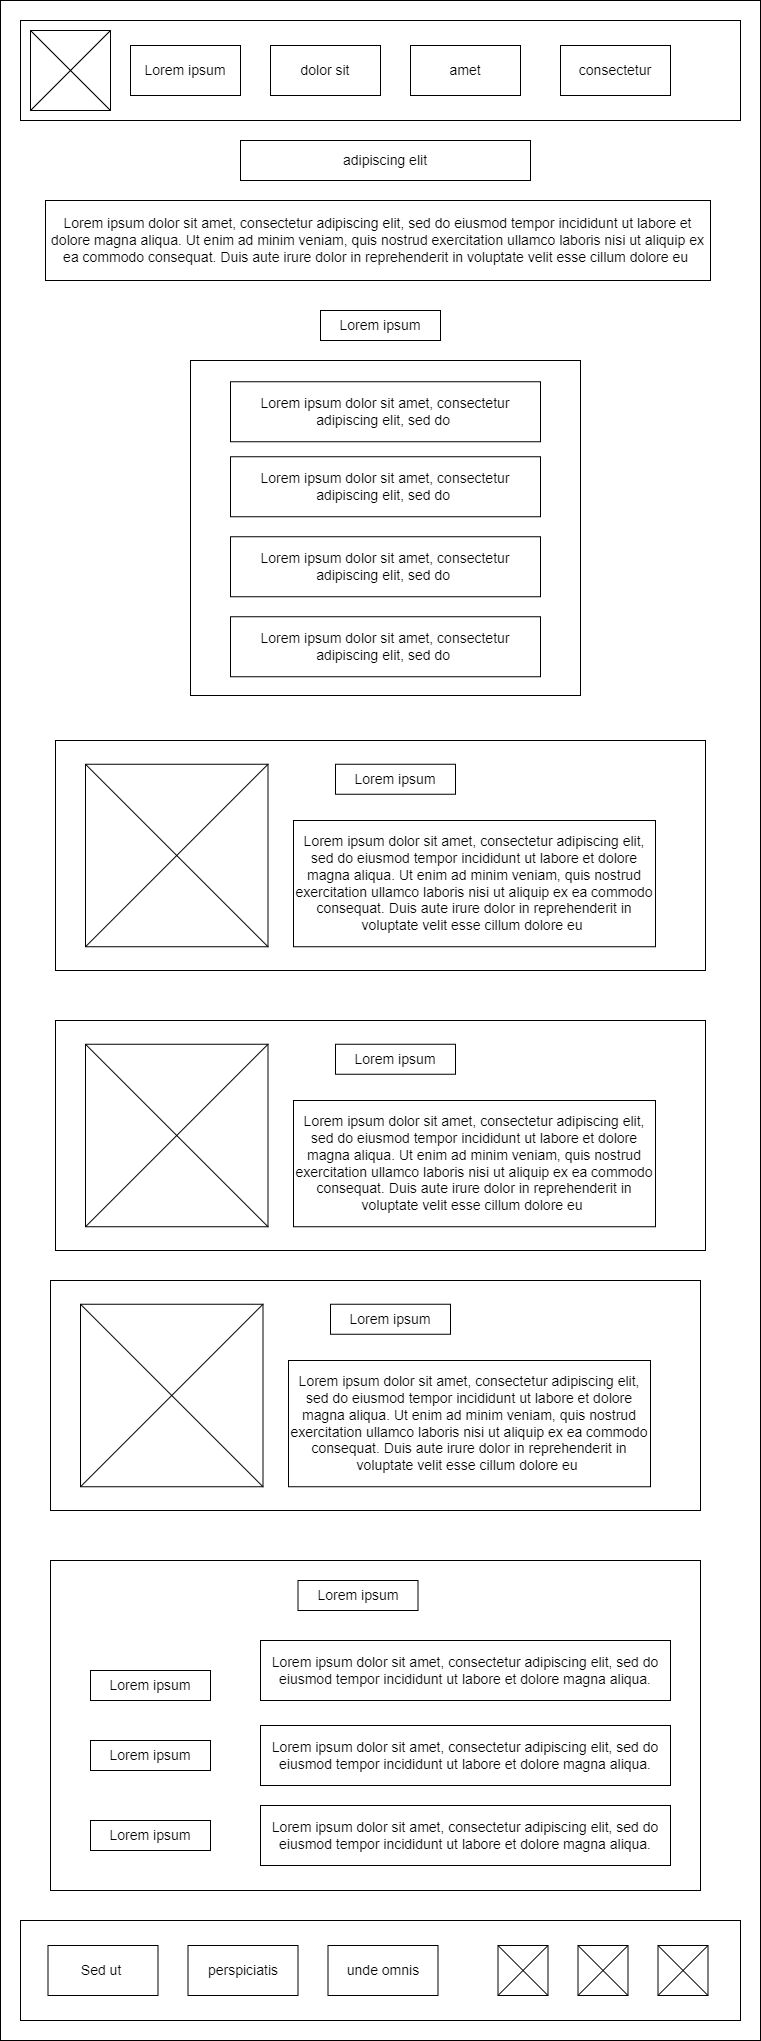 Lorem ipsum
dolor sit
amet
consectetur
adipiscing elit
Lorem ipsum dolor sit amet, consectetur adipiscing elit, sed do eiusmod tempor incididunt ut labore et
dolore magna aliqua. Ut enim ad minim veniam, quis nostrud exercitation ullamco laboris nisi ut aliquip ex
ea commodo consequat. Duis aute irure dolor in reprehenderit in voluptate velit esse cillum dolore eu
Lorem ipsum
Lorem ipsum dolor sit amet, consectetur
adipiscing elit, sed do
Lorem ipsum dolor sit amet, consectetur
adipiscing elit, sed do
Lorem ipsum dolor sit amet, consectetur
adipiscing elit, sed do
Lorem ipsum dolor sit amet, consectetur
adipiscing elit, sed do
Lorem ipsum
Lorem ipsum dolor sit amet, consectetur adipiscing elit,
sed do eiusmod tempor incididunt ut labore et dolore
magna aliqua. Ut enim ad minim veniam, quis nostrud
exercitation ullamco laboris nisi ut aliquip ex ea commodo
consequat. Duis aute irure dolor in reprehenderit in
voluptate velit esse cillum dolore eu
Lorem ipsum
Lorem ipsum dolor sit amet, consectetur adipiscing elit,
sed do eiusmod tempor incididunt ut labore et dolore
magna aliqua. Ut enim ad minim veniam, quis nostrud
exercitation ullamco laboris nisi ut aliquip ex ea commodo
consequat. Duis aute irure dolor in reprehenderit in
voluptate velit esse cillum dolore eu
Lorem ipsum
Lorem ipsum dolor sit amet, consectetur adipiscing elit,
sed do eiusmod tempor incididunt ut labore et dolore
magna aliqua. Ut enim ad minim veniam, quis nostrud
exercitation ullamco laboris nisi ut aliquip ex ea commodo
consequat. Duis aute irure dolor in reprehenderit in
voluptate velit esse cillum dolore eu
Lorem ipsum
Lorem ipsum
Lorem ipsum dolor sit amet, consectetur adipiscing elit, sed do
eiusmod tempor incididunt ut labore et dolore magna aliqua.
Lorem ipsum
Lorem ipsum dolor sit amet, consectetur adipiscing elit, sed do
eiusmod tempor incididunt ut labore et dolore magna aliqua.
Lorem ipsum
Lorem ipsum dolor sit amet, consectetur adipiscing elit, sed do
eiusmod tempor incididunt ut labore et dolore magna aliqua.
Sed ut
perspiciatis
unde omnis